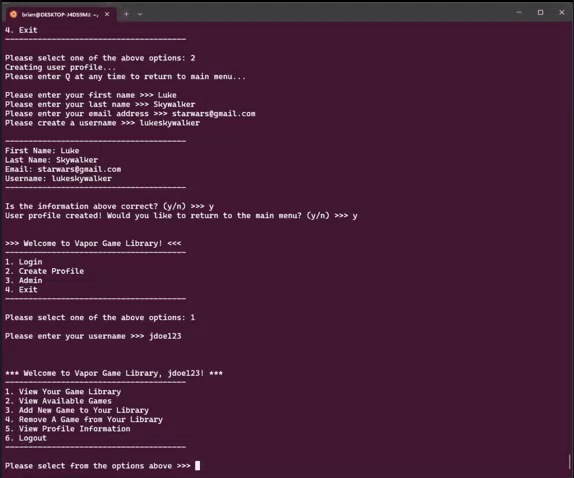 brien@DESKTOP-J4DS9MJ: ~,
4. Exit
---------------------------------------
Please select one of the above options: 2
Creating user profile...
Please enter Q at any time to return to main menu...
Please enter your first name >>> Luke
Please enter your last name >>> Skywalker
Please enter your email address >>> starwars@gmail.com
Please create a username >>> lukeskywalker
---------------------------------------
First Name: Luke
Last Name: Skywalker
Email: starwars@gmail.com
Username: lukeskywalker
---------------------------------------
Is the information above correct? (y/n) >>> y
User profile created! Would you like to return to the main menu? (y/n) >>> y
>>> Welcome to Vapor Game Library! <<<
---------------------------------------
1. Login
2. Create Profile
3. Admin
4. Exit
---------------------------------------
Please select one of the above options: 1
Please enter your username >>> jdoe123
*** Welcome to Vapor Game Library, jdoe123! ***
---------------------------------------
1. View Your Game Library
2. View Available Games
3. Add New Game to Your Library
4. Remove A Game from Your Library
5. View Profile Information
6. Logout
---------------------------------------
Please select from the options above >>>